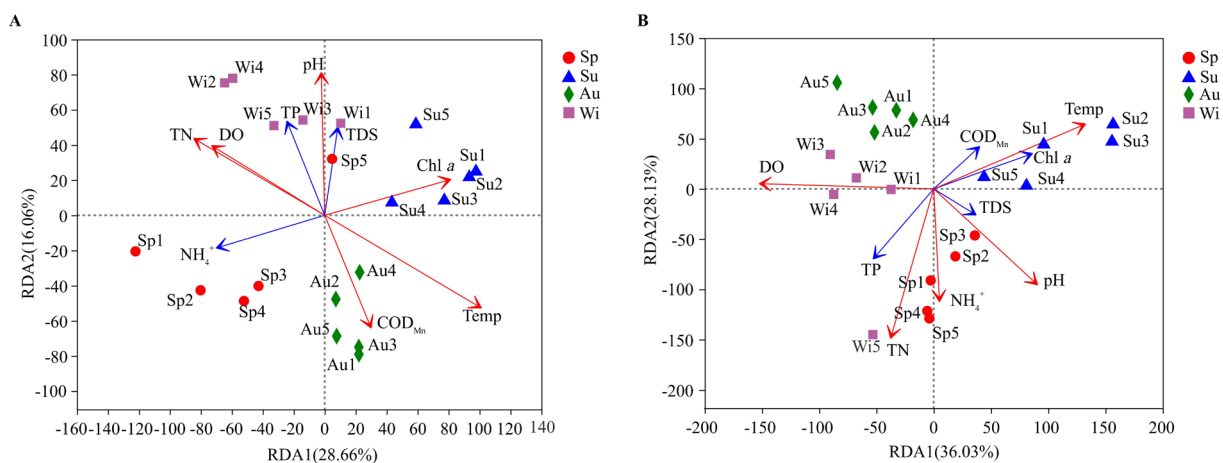 A
B
100
80
60
40
20
0
-20
-40
-60
-80
-100
RDA2(16.06%)
-160
-140
-120
-100
-80
-60
-40
-20
0
20
40
60
80
100
120
140
RDA1(28.66%)
Wi2
Wi4
pH
Wi5
TP
Wi3
Wi1
TDS
TN
DO
Sp5
Su5
Chl a
Su1
Su2
Su3
Su4
NH₄⁺
Sp1
Sp2
Sp3
Sp4
Au2
Au4
Au5
Au3
Au1
COD_Mn
Temp
Sp
Su
Au
Wi
150
100
50
0
-50
-100
-150
-200
RDA2(28.13%)
-200
-150
-100
-50
0
50
100
150
200
RDA1(36.03%)
Au5
Au3
Au1
Au2
Au4
Temp
COD_Mn
Su1
Su2
Su3
Chl a
Wi3
Wi2
Wi1
Wi4
DO
Su5
Su4
TDS
Sp3
Sp2
TP
Sp1
pH
NH₄⁺
Sp4
Sp5
TN
Wi5
Sp
Su
Au
Wi